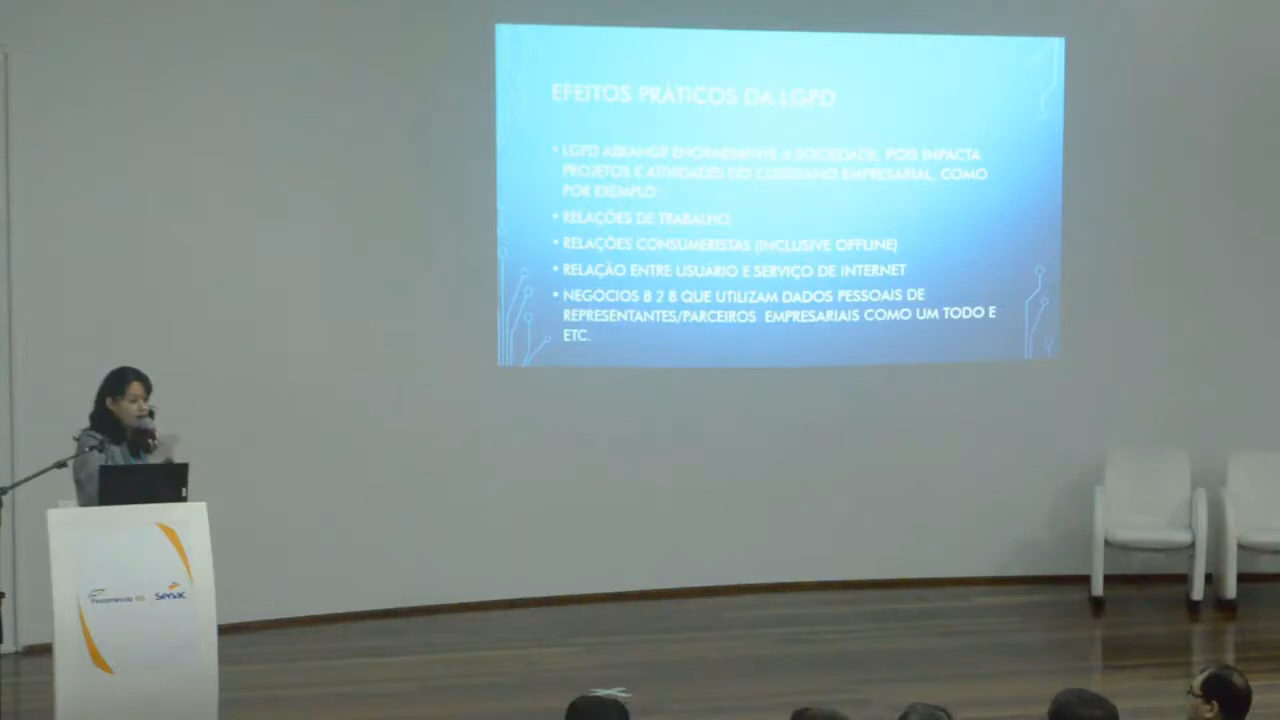 EFEITOS PRÁTICOS DA LGPD
• LGPD ABRANGE ENORMEMENTE A SOCIEDADE, POIS IMPACTA
PROJETOS E ATIVIDADES DO COTIDIANO EMPRESARIAL, COMO
POR EXEMPLO:
• RELAÇÕES DE TRABALHO
• RELAÇÕES CONSUMERISTAS (INCLUSIVE OFFLINE)
• RELAÇÃO ENTRE USUÁRIO E SERVIÇO DE INTERNET
• NEGÓCIOS B 2 B QUE UTILIZAM DADOS PESSOAIS DE
REPRESENTANTES/PARCEIROS EMPRESARIAIS COMO UM TODO E
ETC.
Fecomércio RS Senac